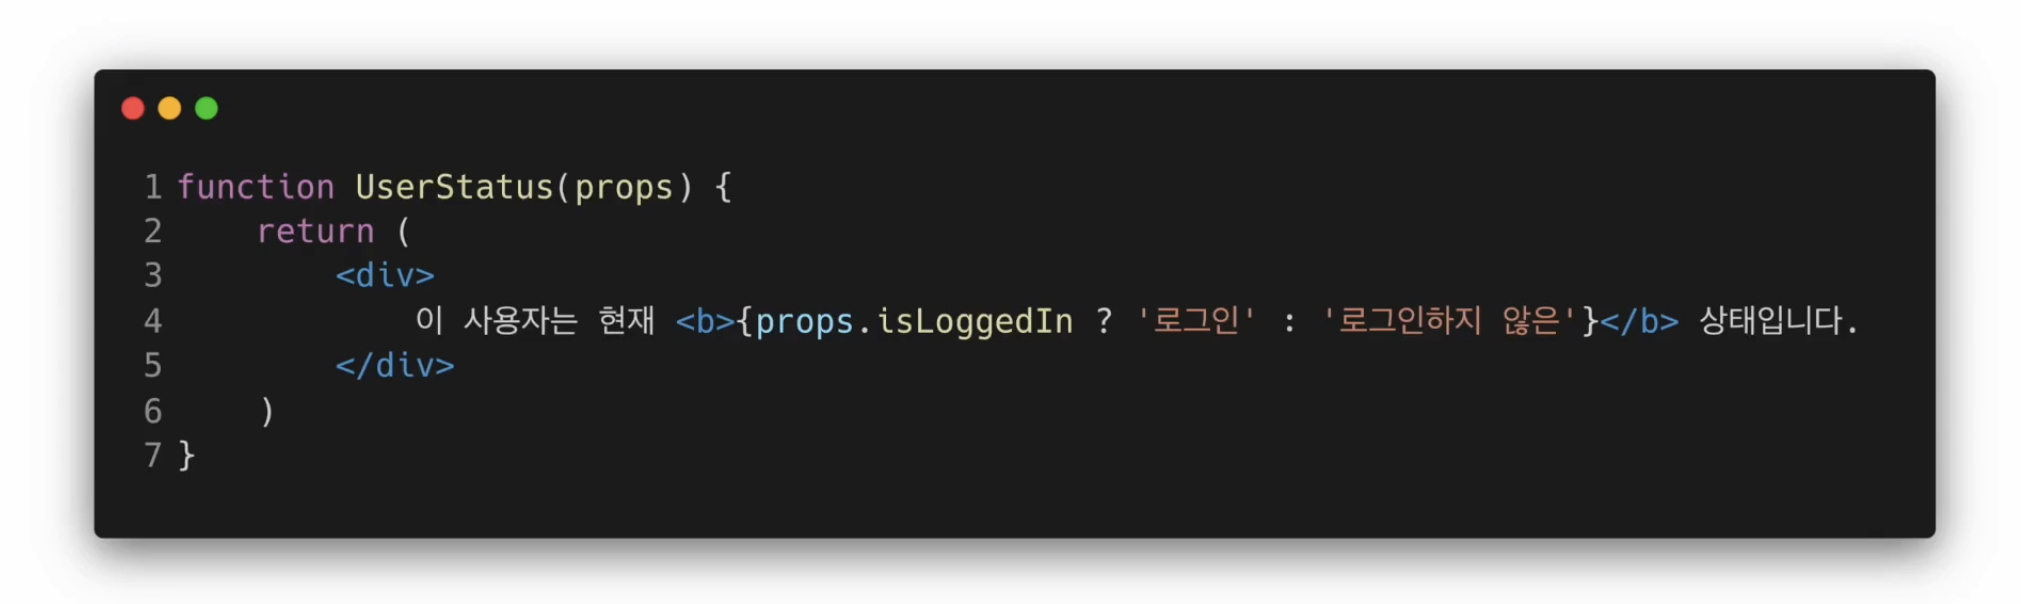 1 function UserStatus(props) {
2     return (
3         <div>
4             이 사용자는 현재 <b>{props.isLoggedIn ? '로그인' : '로그인하지 않은'}</b> 상태입니다.
5         </div>
6     )
7 }